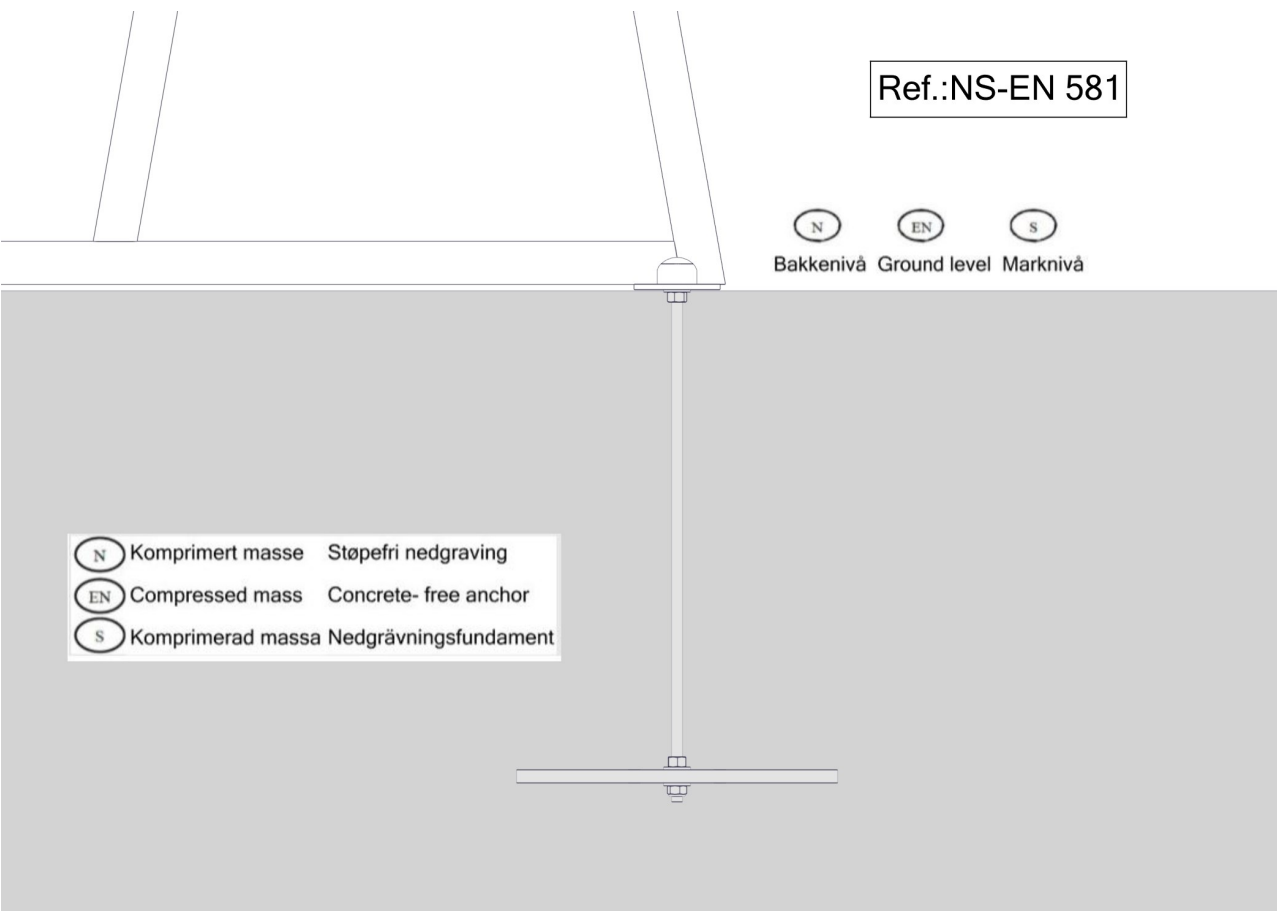 Ref.:NS-EN 581
N EN S
Bakkenivå Ground level Marknivå
N Komprimert masse Støpefri nedgraving
EN Compressed mass Concrete- free anchor
S Komprimerad massa Nedgrävningsfundament